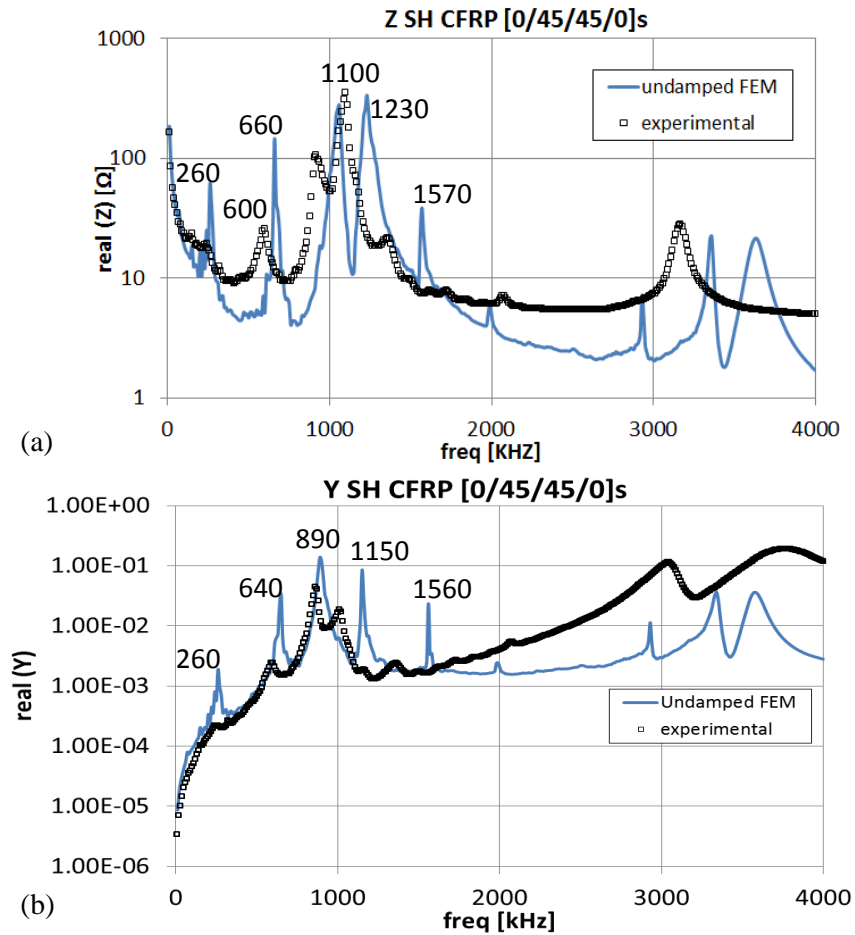 Z SH CFRP [0/45/45/0]s
1000
100
10
1
real (Z) [Ω]
260
600
660
1100
1230
1570
undamped FEM
experimental
0
1000
2000
3000
4000
freq [KHZ]
(a)
Y SH CFRP [0/45/45/0]s
1.00E+00
1.00E-01
1.00E-02
1.00E-03
1.00E-04
1.00E-05
1.00E-06
real (Y)
260
640
890
1150
1560
Undamped FEM
experimental
0
1000
2000
3000
4000
freq [kHz]
(b)